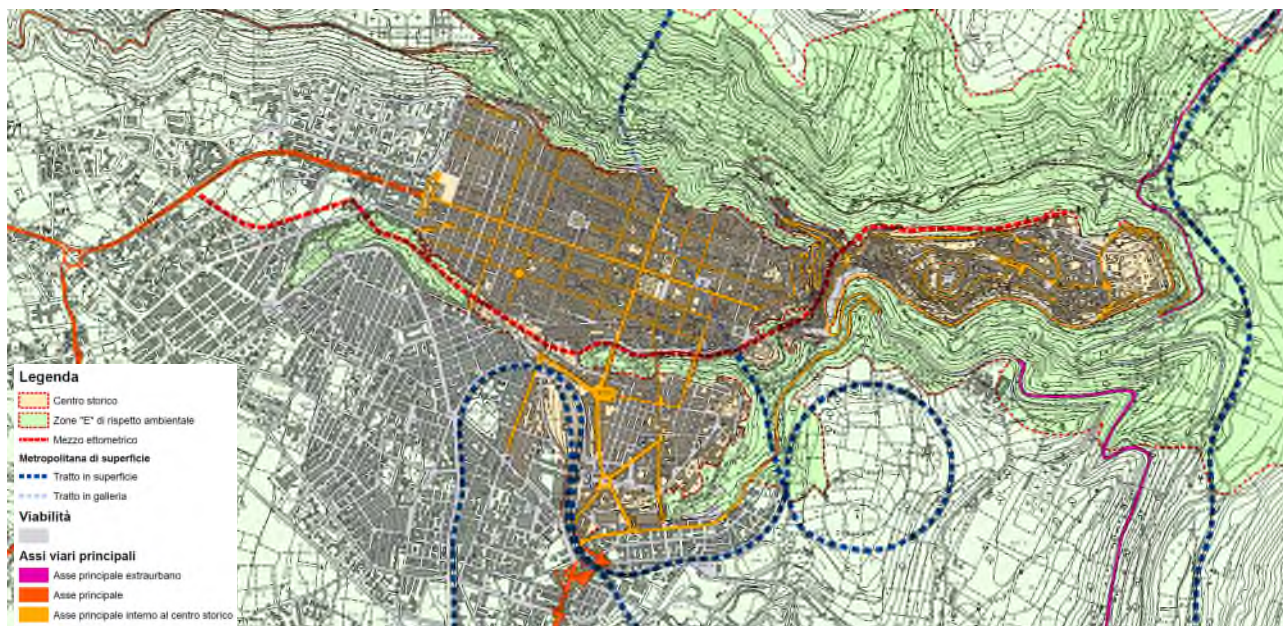 Legenda
Centro storico
Zone "E" di rispetto ambientale
Mezzo ettometrico
Metropolitana di superficie
Tratto in superficie
Tratto in galleria
Viabilità
Assi viari principali
Asse principale extraurbano
Asse principale
Asse principale interno al centro storico